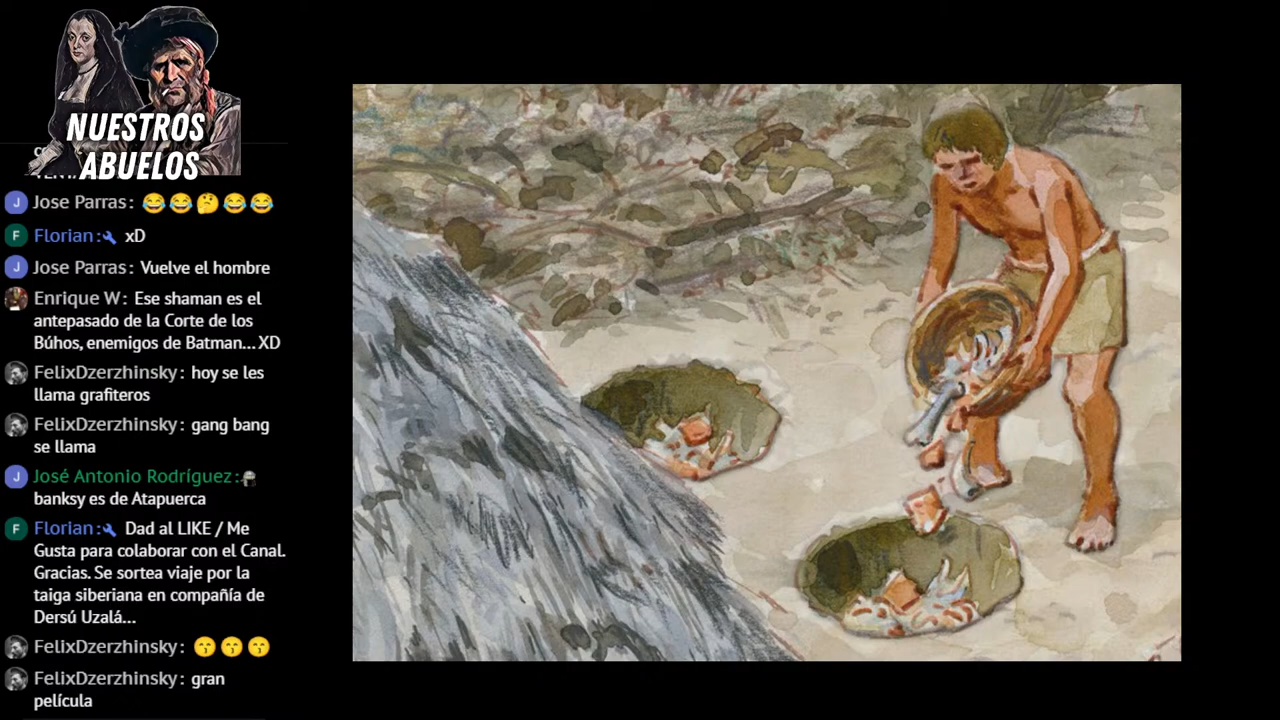 NUESTROS
ABUELOS
J Jose Parras: 😂😂🤔😂😂
F Florian: xD
J Jose Parras: Vuelve el hombre
Enrique W: Ese shaman es el
antepasado de la Corte de los
Búhos, enemigos de Batman... XD
FelixDzerzhinsky: hoy se les
llama grafiteros
FelixDzerzhinsky: gang bang
se llama
J José Antonio Rodríguez:
banksy es de Atapuerca
F Florian: Dad al LIKE / Me
Gusta para colaborar con el Canal.
Gracias. Se sortea viaje por la
taiga siberiana en compañía de
Dersú Uzalá...
FelixDzerzhinsky: 😙😙😙
FelixDzerzhinsky: gran
película